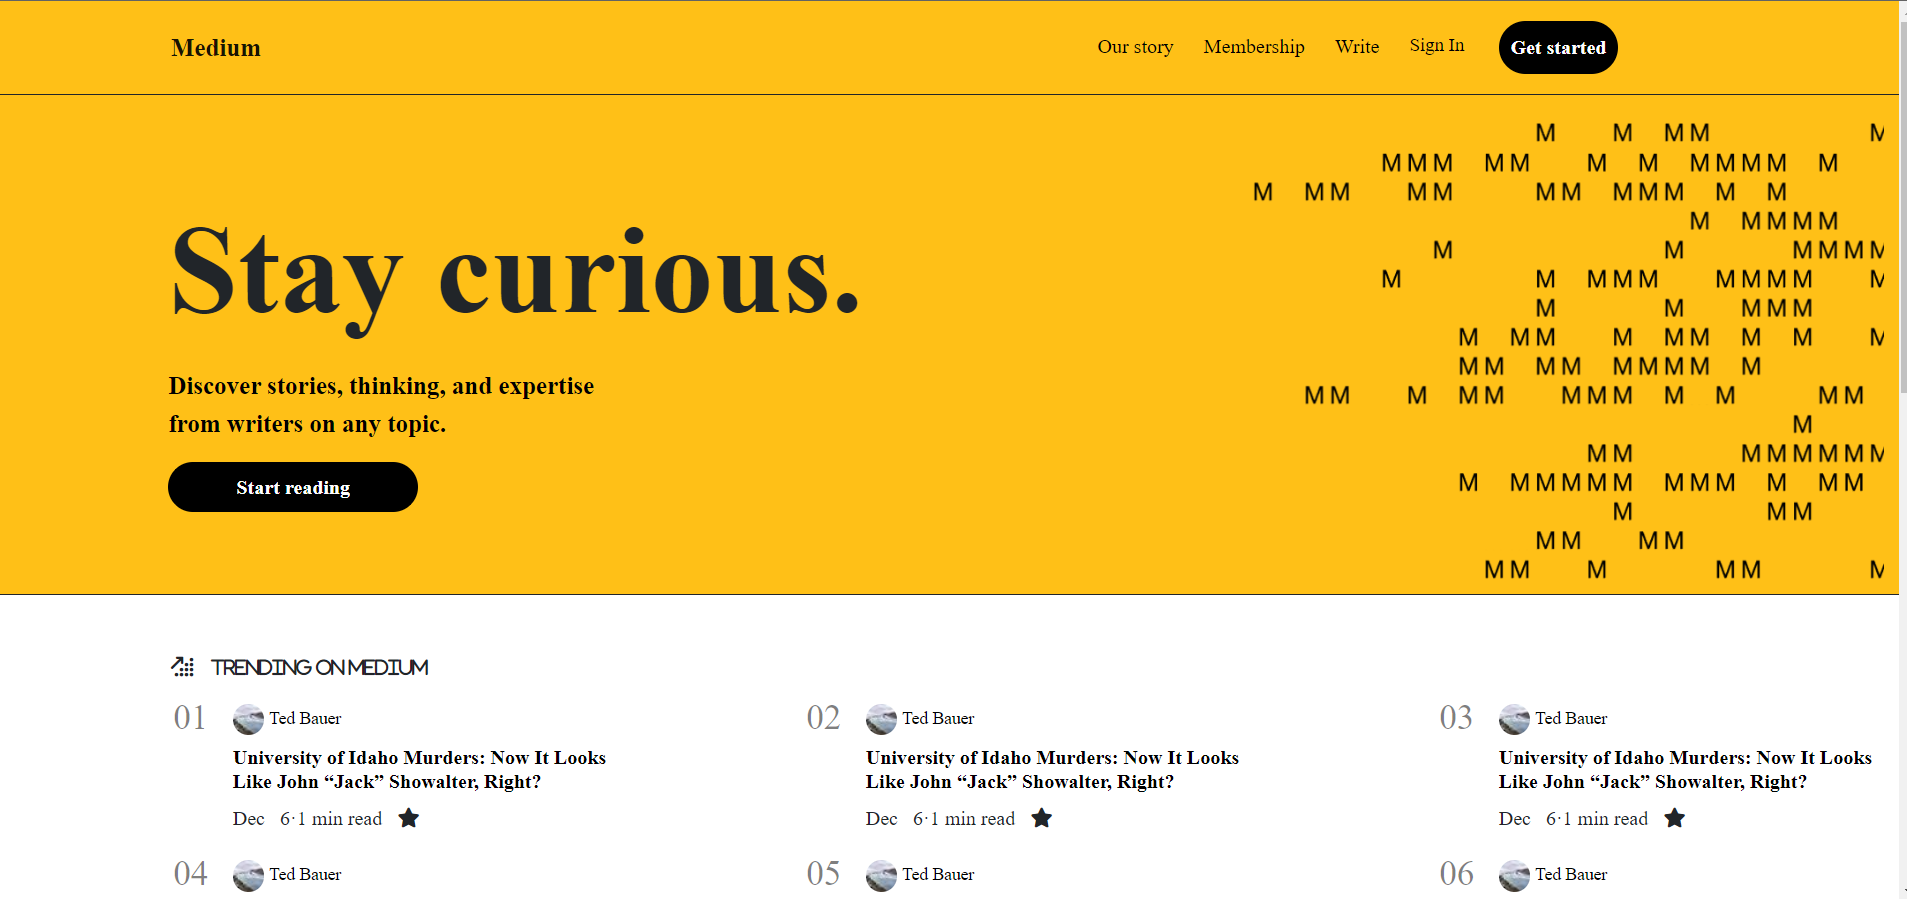 Medium
Our story Membership Write Sign In Get started
M M M M M
M M M M M M M M M M M M
M M M M M M M M M M M M M
M M M M M
M M M M M M
M M M M M M M M M M
M M M M M
M M M M M M M M M
M M M M M M M M M
M M M M M M M M M M M M
M
M M M M M M M M
M M M M M M M M M M M M
M M M
M M M M
M M M M M M
Stay curious.
Discover stories, thinking, and expertise
from writers on any topic.
Start reading
TRENDING ON MEDIUM
01 Ted Bauer
University of Idaho Murders: Now It Looks
Like John “Jack” Showalter, Right?
Dec 6·1 min read
02 Ted Bauer
University of Idaho Murders: Now It Looks
Like John “Jack” Showalter, Right?
Dec 6·1 min read
03 Ted Bauer
University of Idaho Murders: Now It Looks
Like John “Jack” Showalter, Right?
Dec 6·1 min read
04 Ted Bauer
05 Ted Bauer
06 Ted Bauer